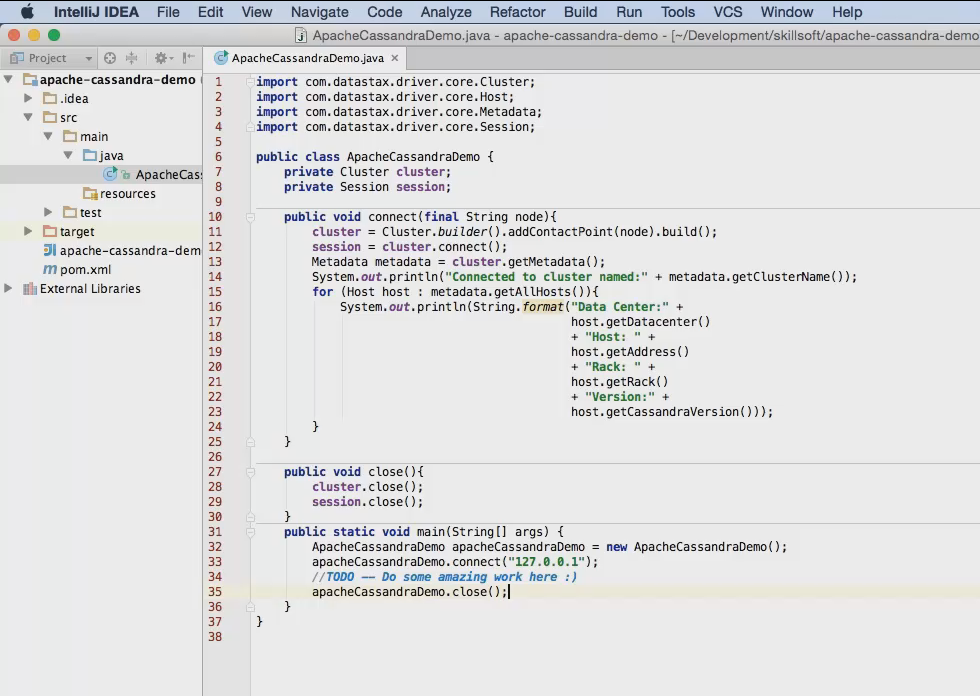 IntelliJ IDEA File Edit View Navigate Code Analyze Refactor Build Run Tools VCS Window Help
ApacheCassandraDemo.java - apache-cassandra-demo - [~/Development/skillsoft/apache-cassandra-demo
Project
ApacheCassandraDemo.java ×
apache-cassandra-demo
.idea
src
main
java
ApacheCass
resources
test
target
apache-cassandra-dem
pom.xml
External Libraries
1 import com.datastax.driver.core.Cluster;
2 import com.datastax.driver.core.Host;
3 import com.datastax.driver.core.Metadata;
4 import com.datastax.driver.core.Session;
5
6 public class ApacheCassandraDemo {
7 private Cluster cluster;
8 private Session session;
9
10 public void connect(final String node){
11 cluster = Cluster.builder().addContactPoint(node).build();
12 session = cluster.connect();
13 Metadata metadata = cluster.getMetadata();
14 System.out.println("Connected to cluster named:" + metadata.getClusterName());
15 for (Host host : metadata.getAllHosts()){
16 System.out.println(String.format("Data Center:" +
17 host.getDatacenter()
18 + "Host: " +
19 host.getAddress()
20 + "Rack: " +
21 host.getRack()
22 + "Version:" +
23 host.getCassandraVersion()));
24 }
25 }
26
27 public void close(){
28 cluster.close();
29 session.close();
30 }
31 public static void main(String[] args) {
32 ApacheCassandraDemo apacheCassandraDemo = new ApacheCassandraDemo();
33 apacheCassandraDemo.connect("127.0.0.1");
34 //TODO -- Do some amazing work here :)
35 apacheCassandraDemo.close();
36 }
37 }
38